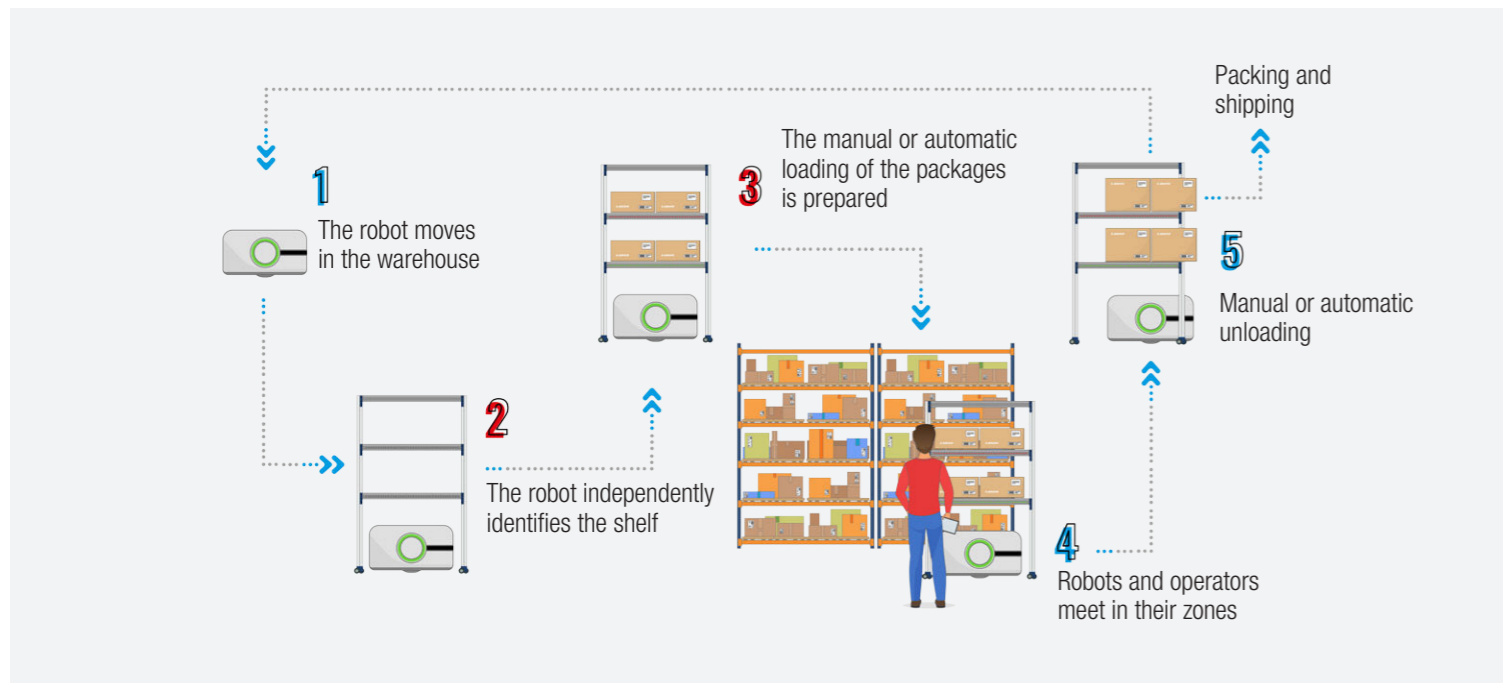 1
The robot moves
in the warehouse
2
The robot independently
identifies the shelf
3
The manual or automatic
loading of the packages
is prepared
4
Robots and operators
meet in their zones
5
Manual or automatic
unloading
Packing and
shipping